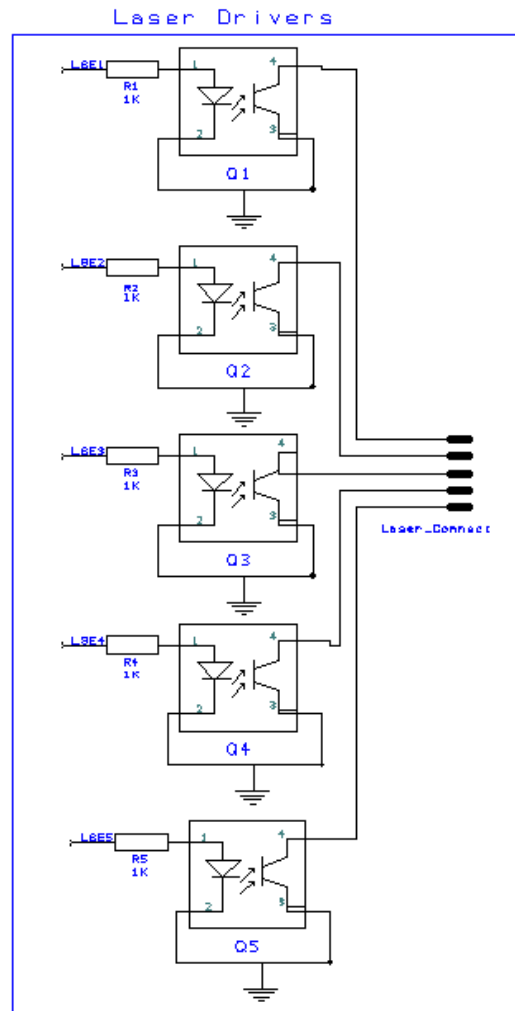 Laser Drivers
LSE1
R1
1K
1
4
2
3
Q1
LSE2
R2
1K
1
4
2
3
Q2
LSE3
R3
1K
1
4
2
3
Q3
Laser_Connect
LSE4
R4
1K
1
4
2
3
Q4
LSE5
R5
1K
1
4
2
3
Q5